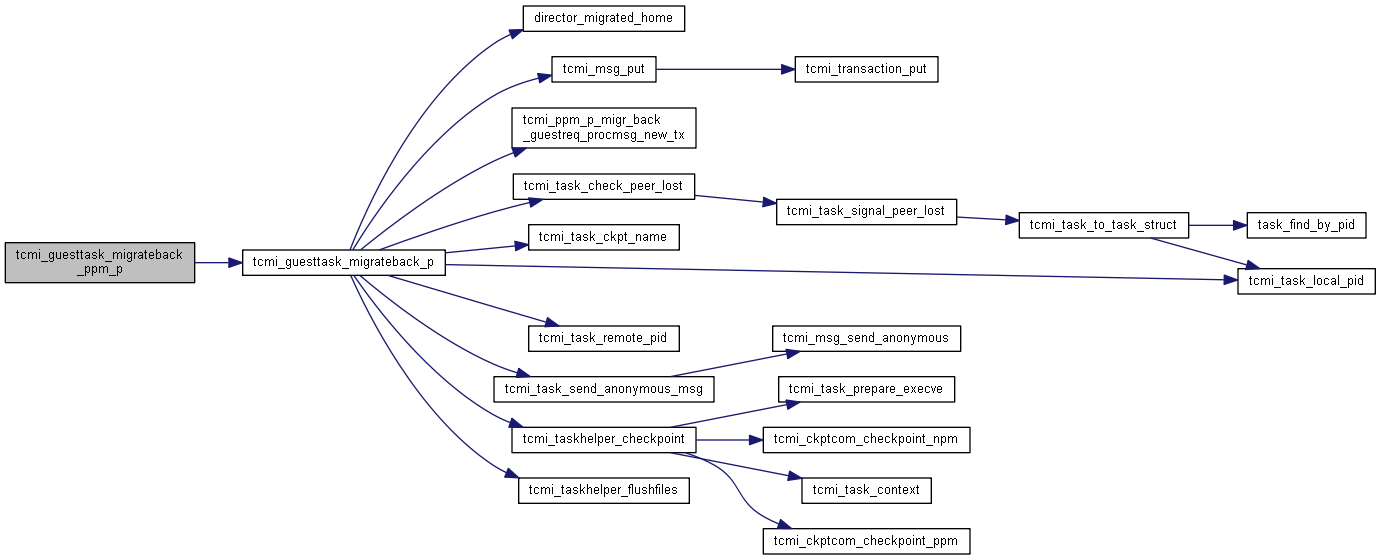 director_migrated_home
tcmi_msg_put
tcmi_transaction_put
tcmi_ppm_p_migr_back
_guestreq_procmsg_new_tx
tcmi_task_check_peer_lost
tcmi_task_signal_peer_lost
tcmi_task_to_task_struct
task_find_by_pid
tcmi_task_ckpt_name
tcmi_guesttask_migrateback
_ppm_p
tcmi_guesttask_migrateback_p
tcmi_task_local_pid
tcmi_task_remote_pid
tcmi_msg_send_anonymous
tcmi_task_send_anonymous_msg
tcmi_task_prepare_execve
tcmi_taskhelper_checkpoint
tcmi_ckptcom_checkpoint_npm
tcmi_taskhelper_flushfiles
tcmi_task_context
tcmi_ckptcom_checkpoint_ppm